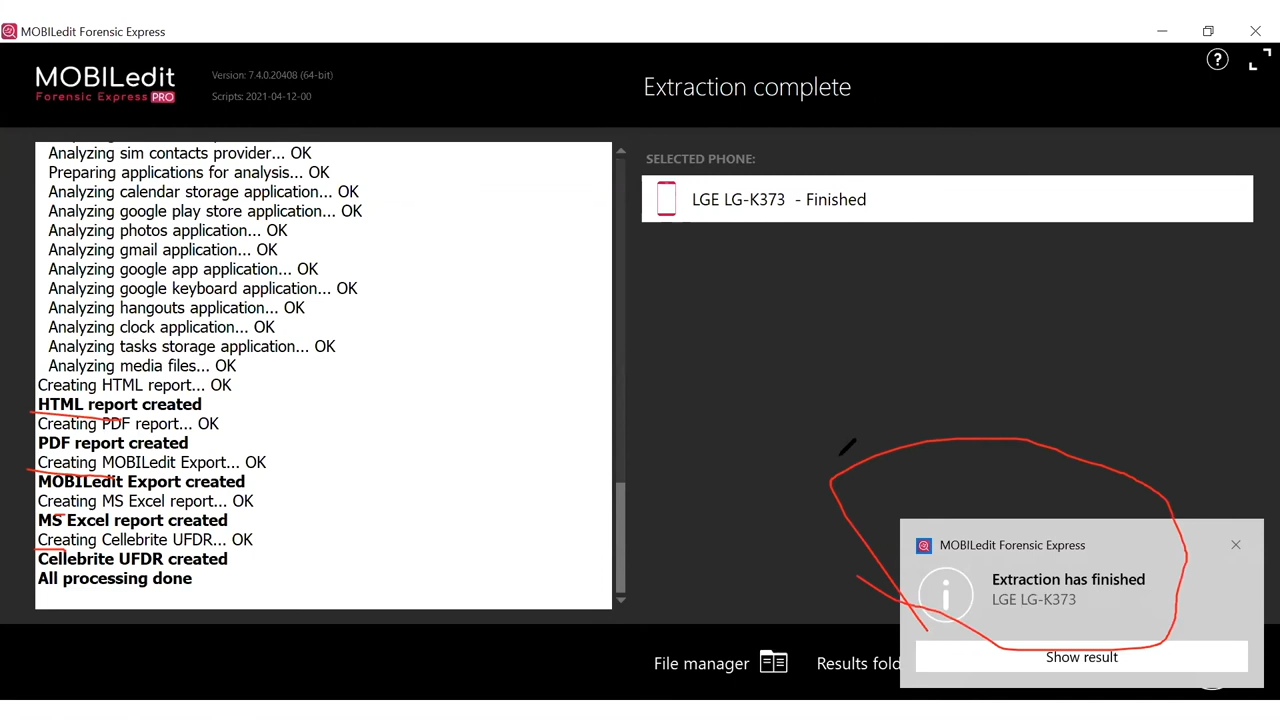 MOBILedit Forensic Express
MOBILedit
Forensic Express PRO
Version: 7.4.0.20408 (64-bit)
Scripts: 2021-04-12-00
Extraction complete
?
Analyzing sim contacts provider... OK
Preparing applications for analysis... OK
Analyzing calendar storage application... OK
Analyzing google play store application... OK
Analyzing photos application... OK
Analyzing gmail application... OK
Analyzing google app application... OK
Analyzing google keyboard application... OK
Analyzing hangouts application... OK
Analyzing clock application... OK
Analyzing tasks storage application... OK
Analyzing media files... OK
Creating HTML report... OK
HTML report created
Creating PDF report... OK
PDF report created
Creating MOBILedit Export... OK
MOBILedit Export created
Creating MS Excel report... OK
MS Excel report created
Creating Cellebrite UFDR... OK
Cellebrite UFDR created
All processing done
SELECTED PHONE:
LGE LG-K373 - Finished
MOBILedit Forensic Express
Extraction has finished
LGE LG-K373
Show result
File manager
Results fold